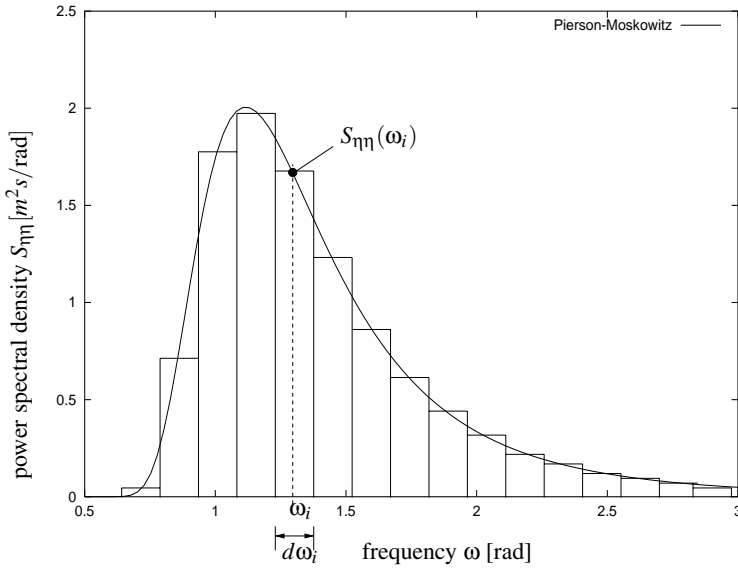 2.5
Pierson-Moskowitz
2
S_ηη(ω_i)
1.5
1
0.5
0
power spectral density S_ηη [m²s/rad]
0.5
1
1.5
2
2.5
3
ω_i
dω_i
frequency ω [rad]